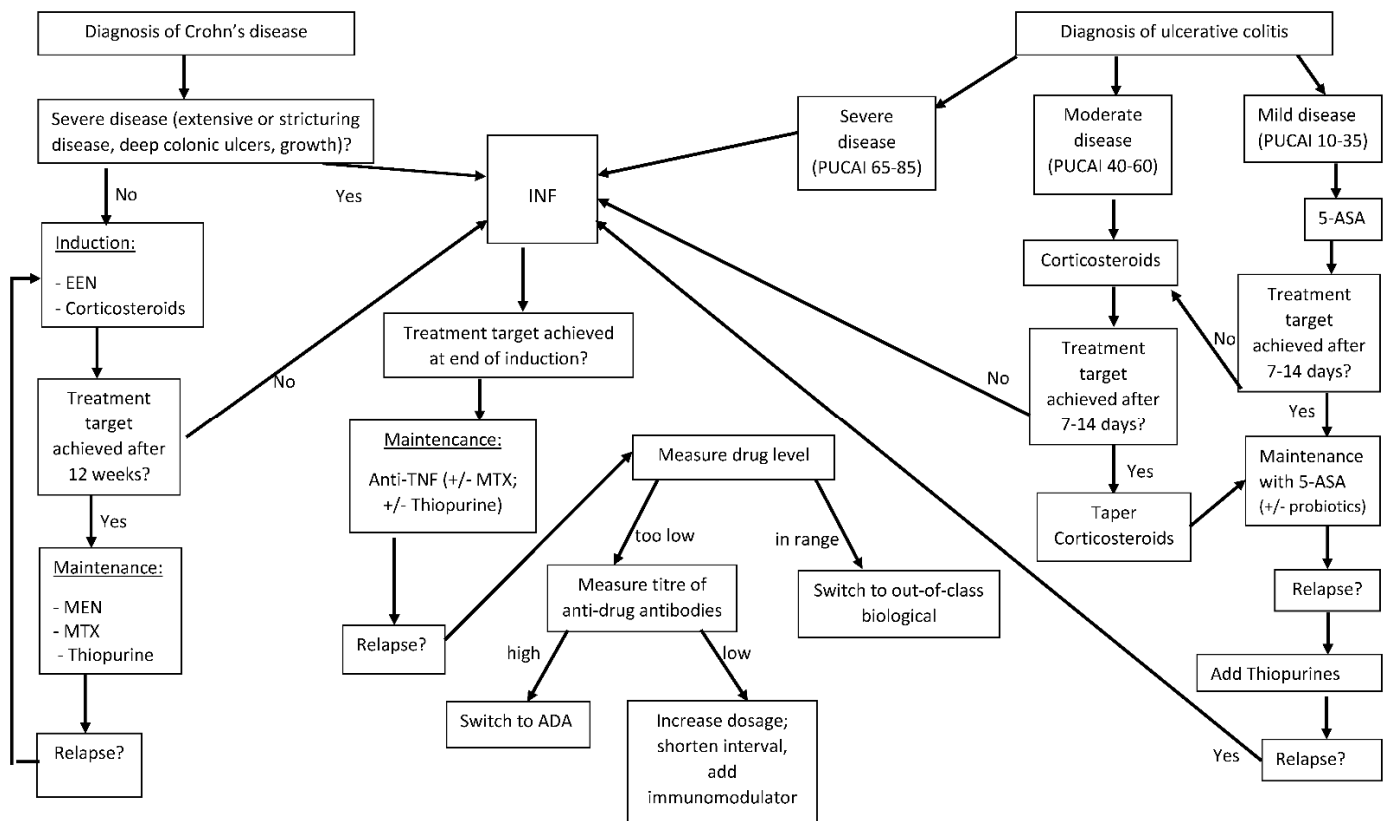 Diagnosis of Crohn's disease
Severe disease (extensive or stricturing
disease, deep colonic ulcers, growth)?
No
Yes
Induction:
- EEN
- Corticosteroids
Treatment
target
achieved after
12 weeks?
No
Yes
Maintenance:
- MEN
- MTX
- Thiopurine
Relapse?
INF
Treatment target achieved
at end of induction?
Maintencance:
Anti-TNF (+/- MTX;
+/- Thiopurine)
Relapse?
Measure drug level
too low
in range
Measure titre of
anti-drug antibodies
Switch to out-of-class
biological
high
low
Switch to ADA
Increase dosage;
shorten interval,
add
immunomodulator
Diagnosis of ulcerative colitis
Severe
disease
(PUCAI 65-85)
Moderate
disease
(PUCAI 40-60)
Mild disease
(PUCAI 10-35)
5-ASA
Corticosteroids
Treatment
target
achieved after
7-14 days?
No
Yes
Treatment
target
achieved after
7-14 days?
No
Yes
Taper
Corticosteroids
Maintenance
with 5-ASA
(+/- probiotics)
Relapse?
Add Thiopurines
Relapse?
Yes